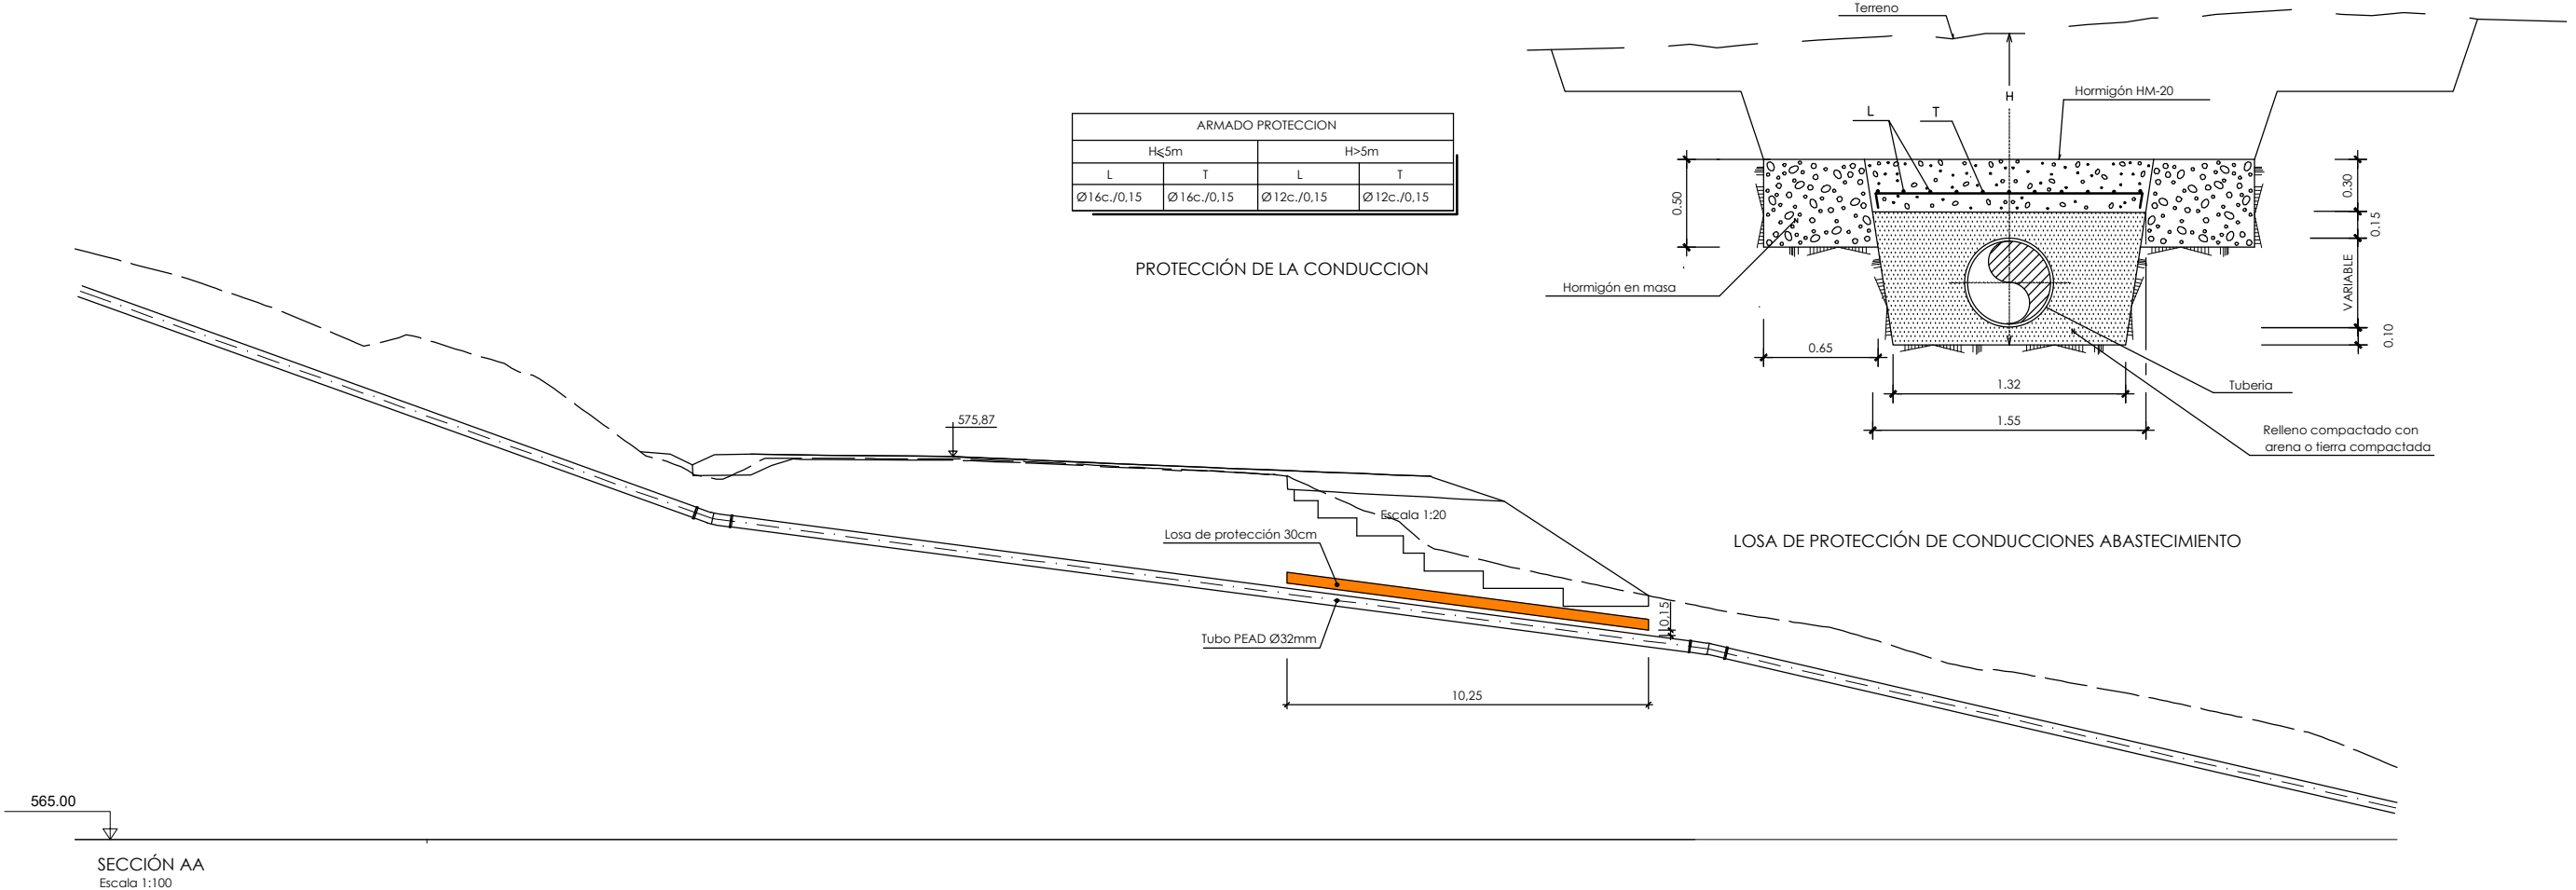 Terreno
H
Hormigón HM-20
L
T
ARMADO PROTECCION
H⩽5m
H>5m
L
T
L
T
Ø16c./0,15
Ø16c./0,15
Ø12c./0,15
Ø12c./0,15
PROTECCIÓN DE LA CONDUCCION
0.50
0.30
0.15
VARIABLE
0.10
Hormigón en masa
0.65
1.32
1.55
Tuberia
Relleno compactado con
arena o tierra compactada
575,87
Escala 1:20
LOSA DE PROTECCIÓN DE CONDUCCIONES ABASTECIMIENTO
Losa de protección 30cm
Tubo PEAD Ø32mm
0,15
10,25
565.00
SECCIÓN AA
Escala 1:100